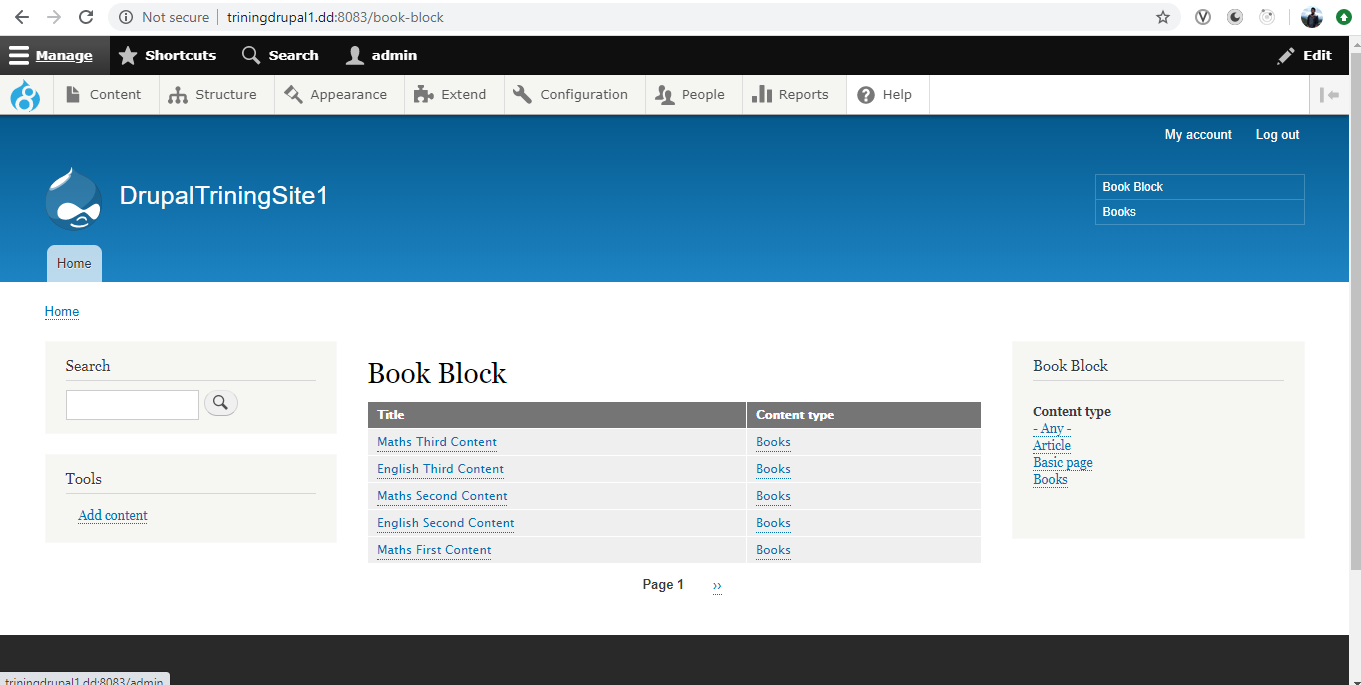 Not secure | triningdrupal1.dd:8083/book-block
Manage Shortcuts Search admin Edit
Content Structure Appearance Extend Configuration People Reports Help
My account Log out
DrupalTriningSite1
Book Block
Books
Home
Home
Search
Tools
Add content
Book Block
Title Content type
Maths Third Content Books
English Third Content Books
Maths Second Content Books
English Second Content Books
Maths First Content Books
Page 1 ››
Book Block
Content type
- Any -
Article
Basic page
Books
triningdrupal1.dd:8083/admin